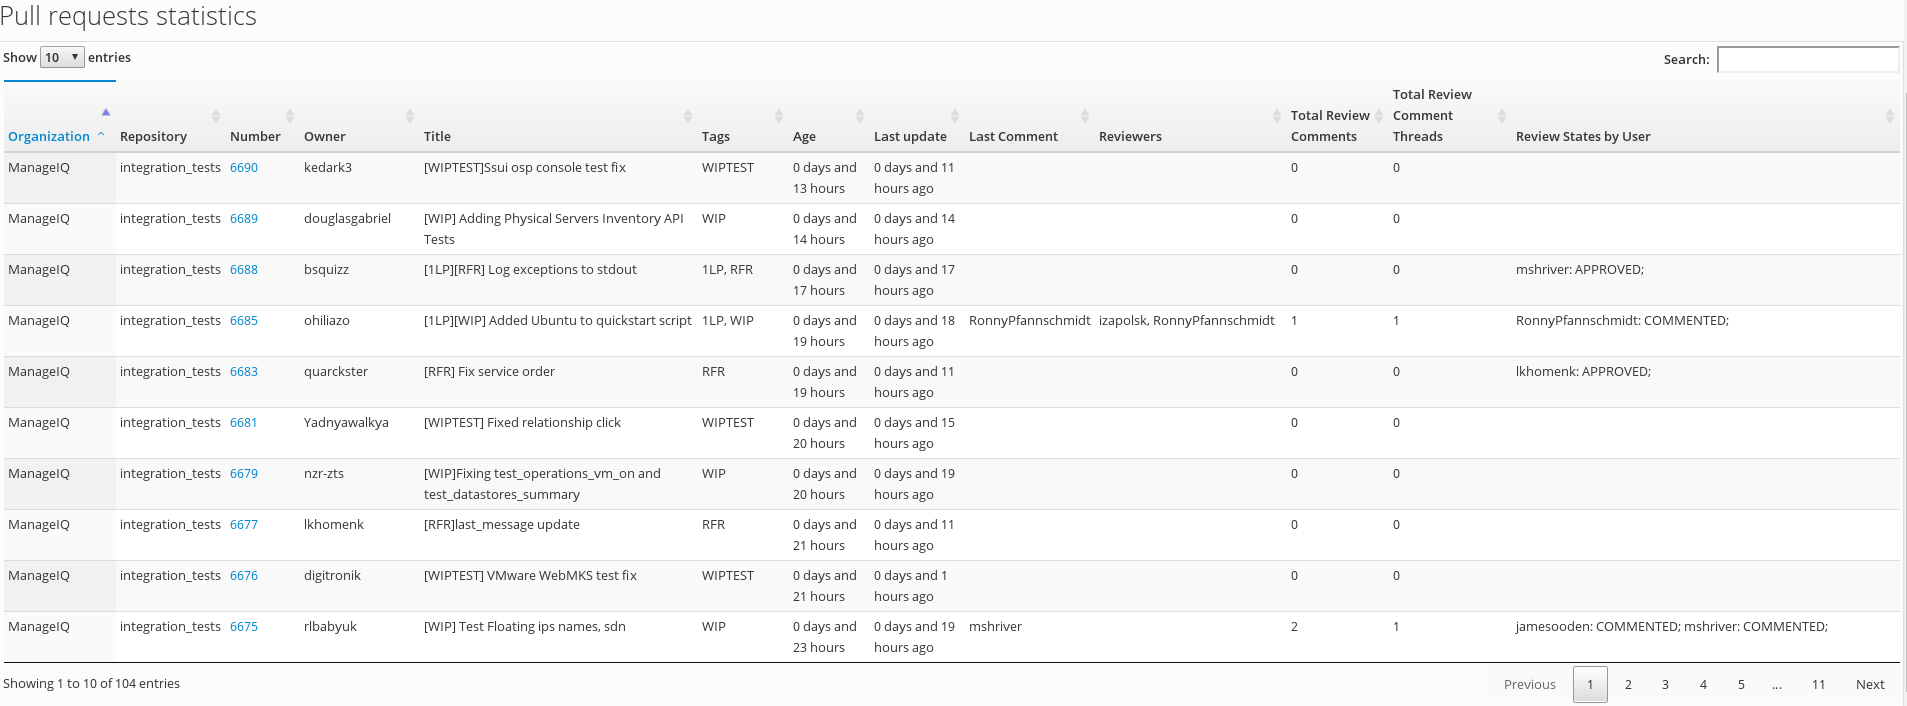 Pull requests statistics
Show 10 entries
Search:
Organization Repository Number Owner Title Tags Age Last update Last Comment Reviewers Total Review Comments Total Review Comment Threads Review States by User
ManageIQ integration_tests 6690 kedark3 [WIPTEST]Ssui osp console test fix WIPTEST 0 days and 0 days and 11 0 0
13 hours hours ago
ManageIQ integration_tests 6689 douglasgabriel [WIP] Adding Physical Servers Inventory API WIP 0 days and 0 days and 14 0 0
Tests 14 hours hours ago
ManageIQ integration_tests 6688 bsquizz [1LP][RFR] Log exceptions to stdout 1LP, RFR 0 days and 0 days and 17 0 0 mshriver: APPROVED;
17 hours hours ago
ManageIQ integration_tests 6685 ohiliazo [1LP][WIP] Added Ubuntu to quickstart script 1LP, WIP 0 days and 0 days and 18 RonnyPfannschmidt izapolsk, RonnyPfannschmidt 1 1 RonnyPfannschmidt: COMMENTED;
19 hours hours ago
ManageIQ integration_tests 6683 quarckster [RFR] Fix service order RFR 0 days and 0 days and 11 0 0 lkhomenk: APPROVED;
19 hours hours ago
ManageIQ integration_tests 6681 Yadnyawalkya [WIPTEST] Fixed relationship click WIPTEST 0 days and 0 days and 15 0 0
20 hours hours ago
ManageIQ integration_tests 6679 nzr-zts [WIP]Fixing test_operations_vm_on and WIP 0 days and 0 days and 19 0 0
test_datastores_summary 20 hours hours ago
ManageIQ integration_tests 6677 lkhomenk [RFR]last_message update RFR 0 days and 0 days and 11 0 0
21 hours hours ago
ManageIQ integration_tests 6676 digitronik [WIPTEST] VMware WebMKS test fix WIPTEST 0 days and 0 days and 1 0 0
21 hours hours ago
ManageIQ integration_tests 6675 rlbabyuk [WIP] Test Floating ips names, sdn WIP 0 days and 0 days and 19 mshriver 2 1 jamesooden: COMMENTED; mshriver: COMMENTED;
23 hours hours ago
Showing 1 to 10 of 104 entries
Previous 1 2 3 4 5 ... 11 Next